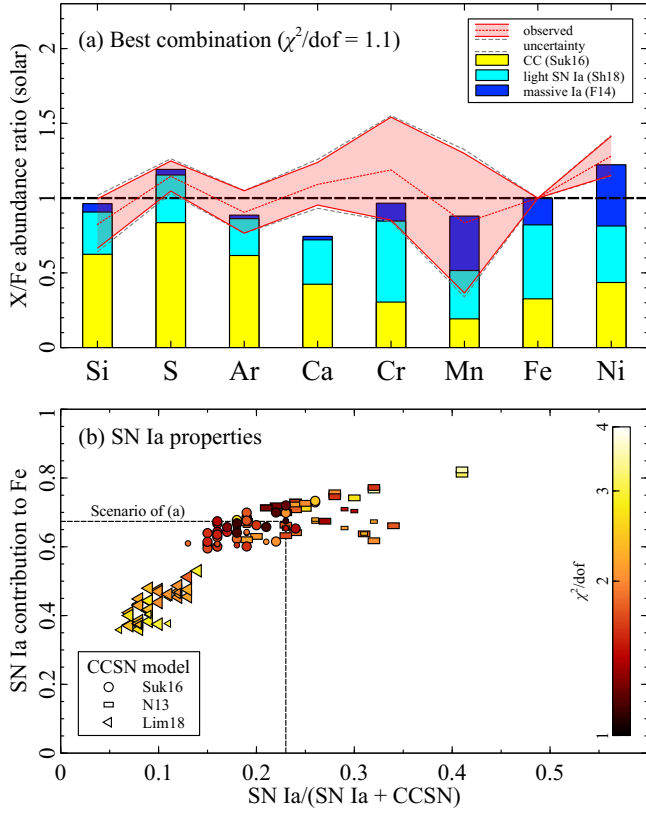 (a) Best combination (χ²/dof = 1.1)
observed
uncertainty
CC (Suk16)
light SN Ia (Sh18)
massive Ia (F14)
X/Fe abundance ratio (solar)
2
1.5
1
0.5
0
Si S Ar Ca Cr Mn Fe Ni
(b) SN Ia properties
Scenario of (a)
SN Ia contribution to Fe
1
0.8
0.6
0.4
0.2
0
CCSN model
Suk16
N13
Lim18
χ²/dof
4
3
2
1
0 0.1 0.2 0.3 0.4 0.5
SN Ia/(SN Ia + CCSN)